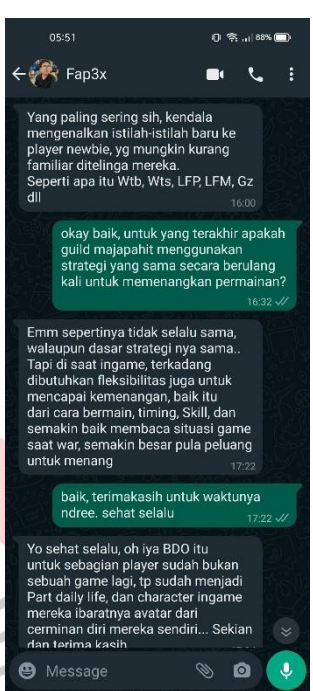 05:51
88%
Fap3x
Yang paling sering sih, kendala
mengenalkan istilah-istilah baru ke
player newbie, yg mungkin kurang
familiar ditelinga mereka.
Seperti apa itu Wtb, Wts, LFP, LFM, Gz
dll
16:00
okay baik, untuk yang terakhir apakah
guild majapahit menggunakan
strategi yang sama secara berulang
kali untuk memenangkan permainan?
16:32
Emm sepertinya tidak selalu sama,
walaupun dasar strategi nya sama..
Tapi di saat ingame, terkadang
dibutuhkan fleksibilitas juga untuk
mencapai kemenangan, baik itu
dari cara bermain, timing, Skill, dan
semakin baik membaca situasi game
saat war, semakin besar pula peluang
untuk menang
17:22
baik, terimakasih untuk waktunya
ndree. sehat selalu
17:22
Yo sehat selalu, oh iya BDO itu
untuk sebagian player sudah bukan
sebuah game lagi, tp sudah menjadi
Part daily life, dan character ingame
mereka ibaratnya avatar dari
cerminan diri mereka sendiri... Sekian
dan terima kasih
Message